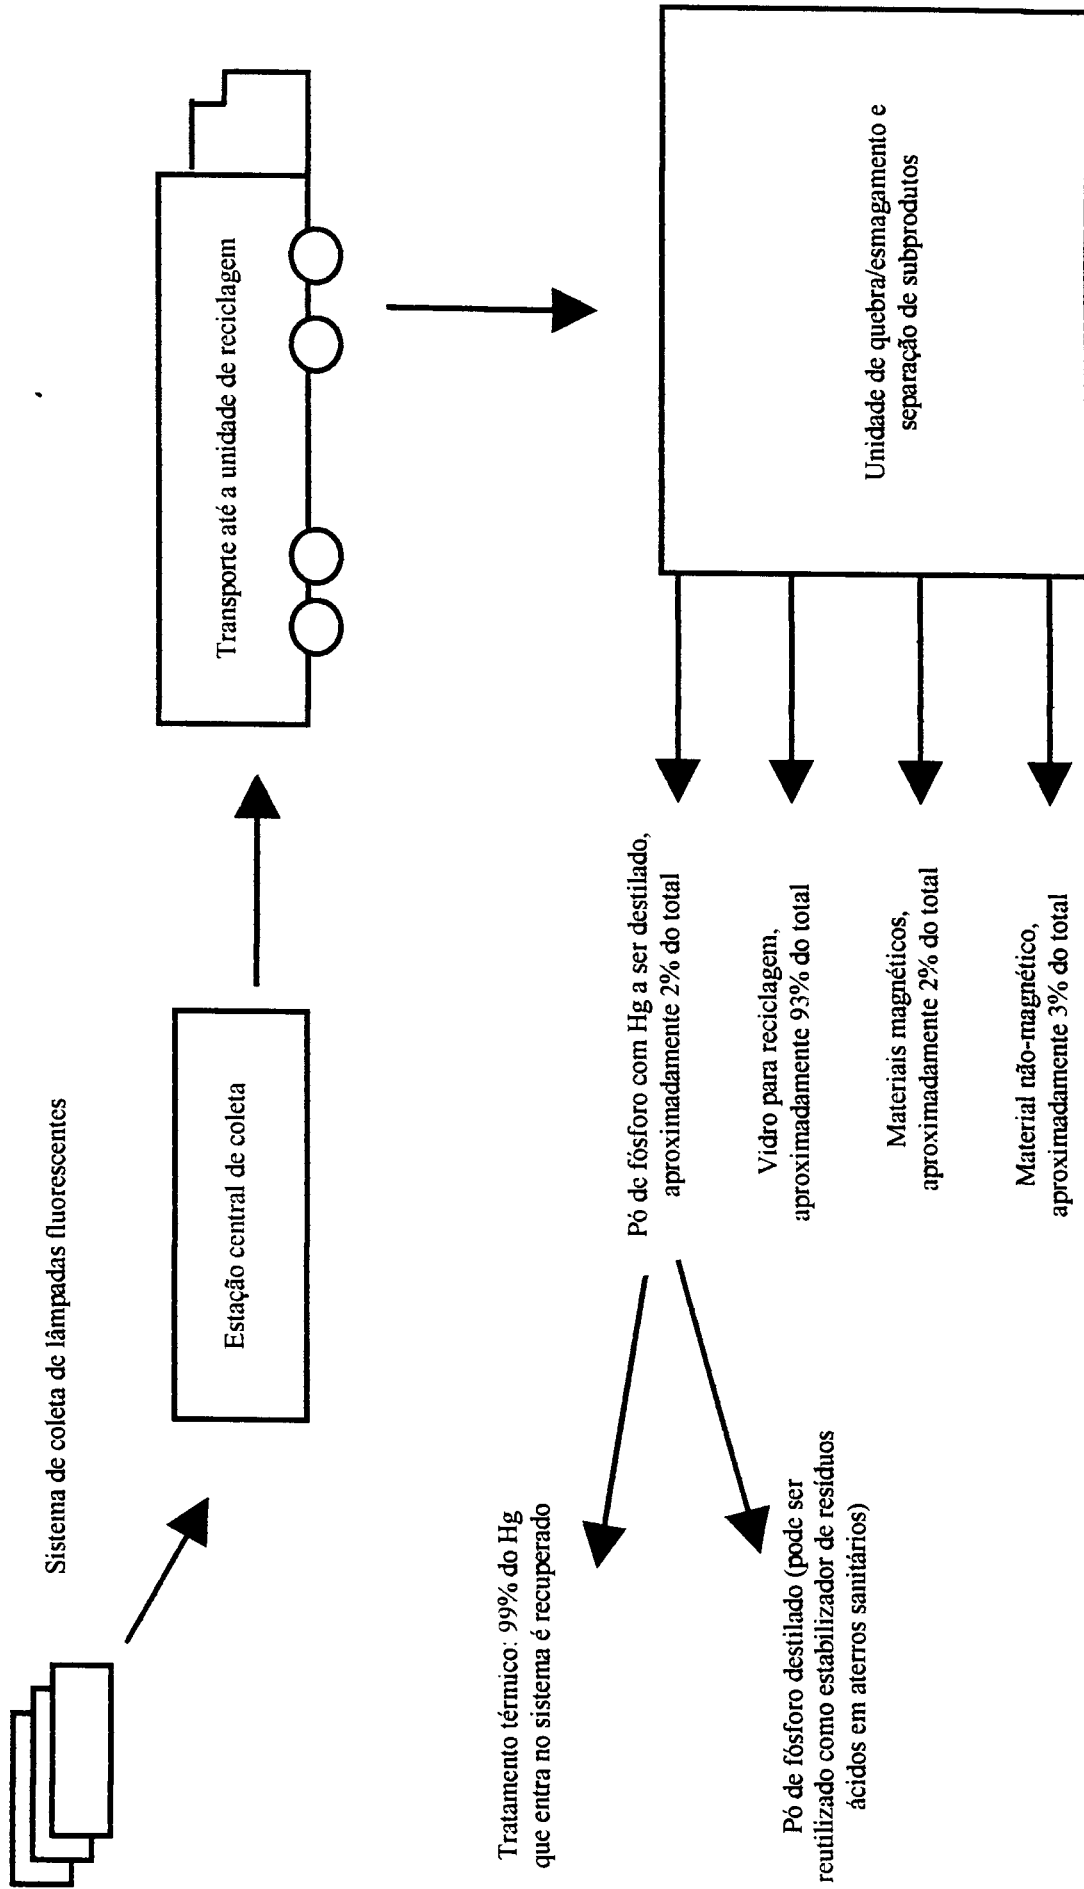 Sistema de coleta de lâmpadas fluorescentes
Estação central de coleta
Transporte até a unidade de reciclagem
Unidade de quebra/esmagamento e
separação de subprodutos
Pó de fósforo com Hg a ser destilado,
aproximadamente 2% do total
Vidro para reciclagem,
aproximadamente 93% do total
Materiais magnéticos,
aproximadamente 2% do total
Material não-magnético,
aproximadamente 3% do total
Tratamento térmico: 99% do Hg
que entra no sistema é recuperado
Pó de fósforo destilado (pode ser
reutilizado como estabilizador de resíduos
ácidos em aterros sanitários)